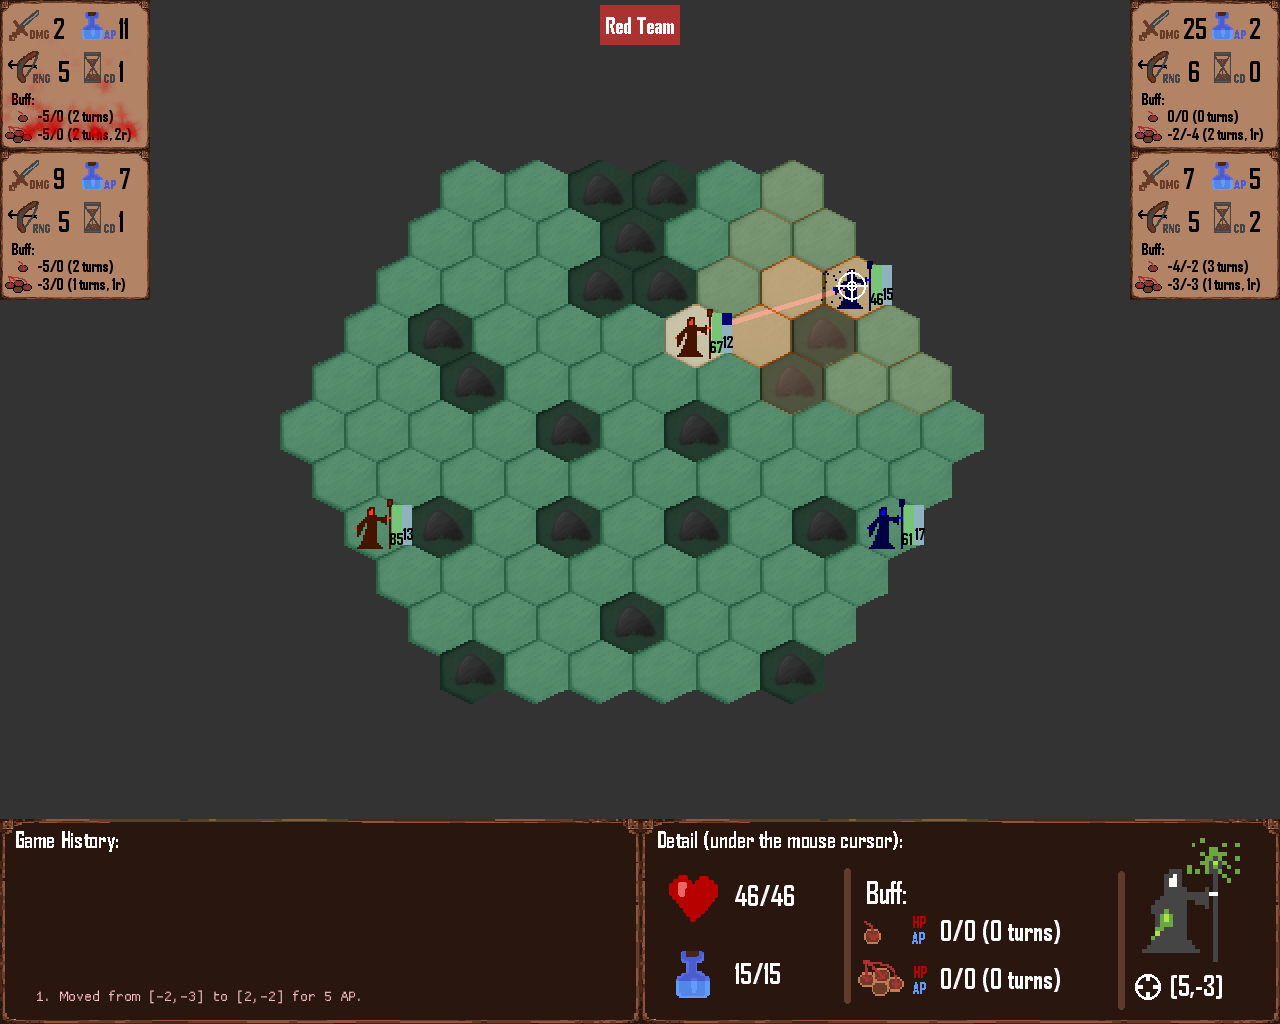 Red Team
DMG 2 AP 11
RNG 5 CD 1
Buff:
-5/0 (2 turns)
-5/0 (2 turns, 2r)
DMG 9 AP 7
RNG 5 CD 1
Buff:
-5/0 (2 turns)
-3/0 (1 turns, 1r)
DMG 25 AP 2
RNG 6 CD 0
Buff:
0/0 (0 turns)
-2/-4 (2 turns, 1r)
DMG 7 AP 5
RNG 5 CD 2
Buff:
-4/-2 (3 turns)
-3/-3 (1 turns, 1r)
46 15
67 12
35 13
61 17
Game History:
1. Moved from [-2,-3] to [2,-2] for 5 AP.
Detail (under the mouse cursor):
46/46
15/15
Buff:
HP
AP
0/0 (0 turns)
HP
AP
0/0 (0 turns)
[5,-3]